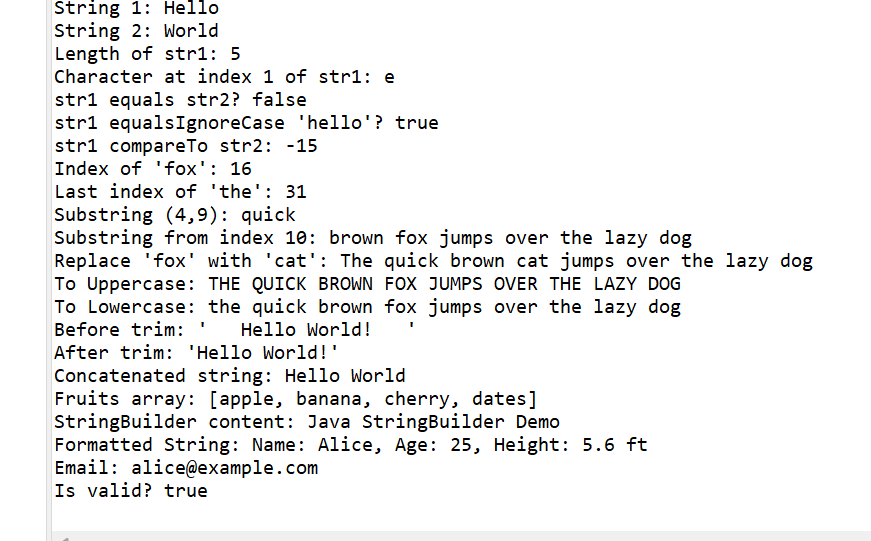 String 1: Hello
String 2: World
Length of str1: 5
Character at index 1 of str1: e
str1 equals str2? false
str1 equalsIgnoreCase 'hello'? true
str1 compareTo str2: -15
Index of 'fox': 16
Last index of 'the': 31
Substring (4,9): quick
Substring from index 10: brown fox jumps over the lazy dog
Replace 'fox' with 'cat': The quick brown cat jumps over the lazy dog
To Uppercase: THE QUICK BROWN FOX JUMPS OVER THE LAZY DOG
To Lowercase: the quick brown fox jumps over the lazy dog
Before trim: '   Hello World!   '
After trim: 'Hello World!'
Concatenated string: Hello World
Fruits array: [apple, banana, cherry, dates]
StringBuilder content: Java StringBuilder Demo
Formatted String: Name: Alice, Age: 25, Height: 5.6 ft
Email: alice@example.com
Is valid? true